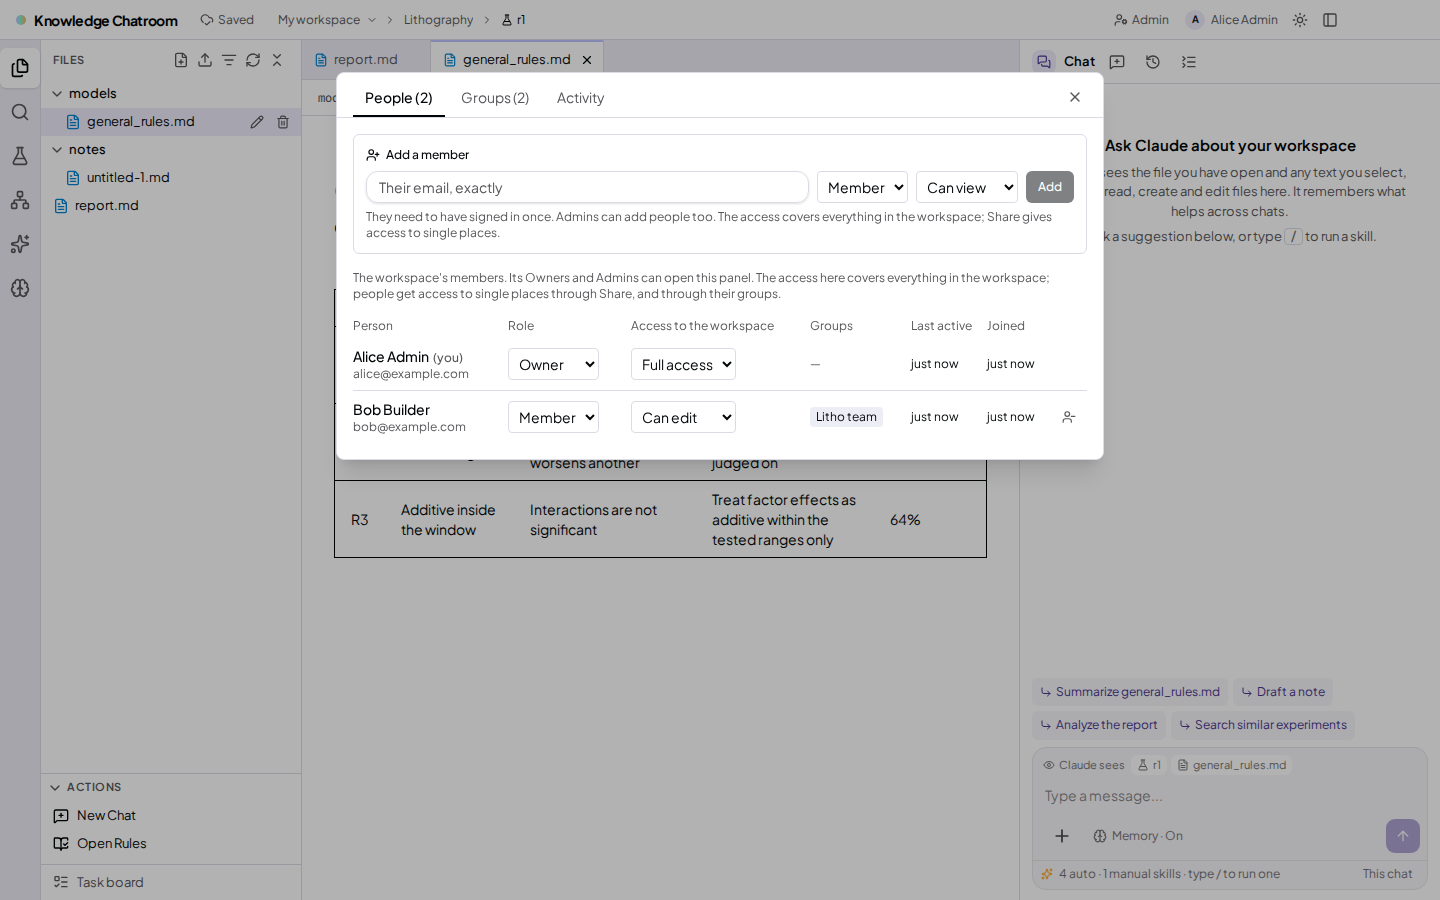 Knowledge Chatroom
Saved
My workspace
Lithography
r1
Admin
A
Alice Admin
FILES
models
general_rules.md
notes
untitled-1.md
report.md
ACTIONS
New Chat
Open Rules
Task board
report.md
general_rules.md
People (2)
Groups (2)
Activity
Add a member
Their email, exactly
Member
Can view
Add
They need to have signed in once. Admins can add people too. The access covers everything in the workspace; Share gives
access to single places.
The workspace's members. Its Owners and Admins can open this panel. The access here covers everything in the workspace;
people get access to single places through Share, and through their groups.
Person Role Access to the workspace Groups Last active Joined
Alice Admin (you)
alice@example.com
Owner
Full access
—
just now
just now
Bob Builder
bob@example.com
Member
Can edit
Litho team
just now
just now
worsens another
judged on
R3
Additive inside
the window
Interactions are not
significant
Treat factor effects as
additive within the
tested ranges only
64%
Chat
Ask Claude about your workspace
sees the file you have open and any text you select,
read, create and edit files here. It remembers what
helps across chats.
a suggestion below, or type / to run a skill.
Summarize general_rules.md
Draft a note
Analyze the report
Search similar experiments
Claude sees
r1
general_rules.md
Type a message...
Memory · On
4 auto · 1 manual skills · type / to run one
This chat